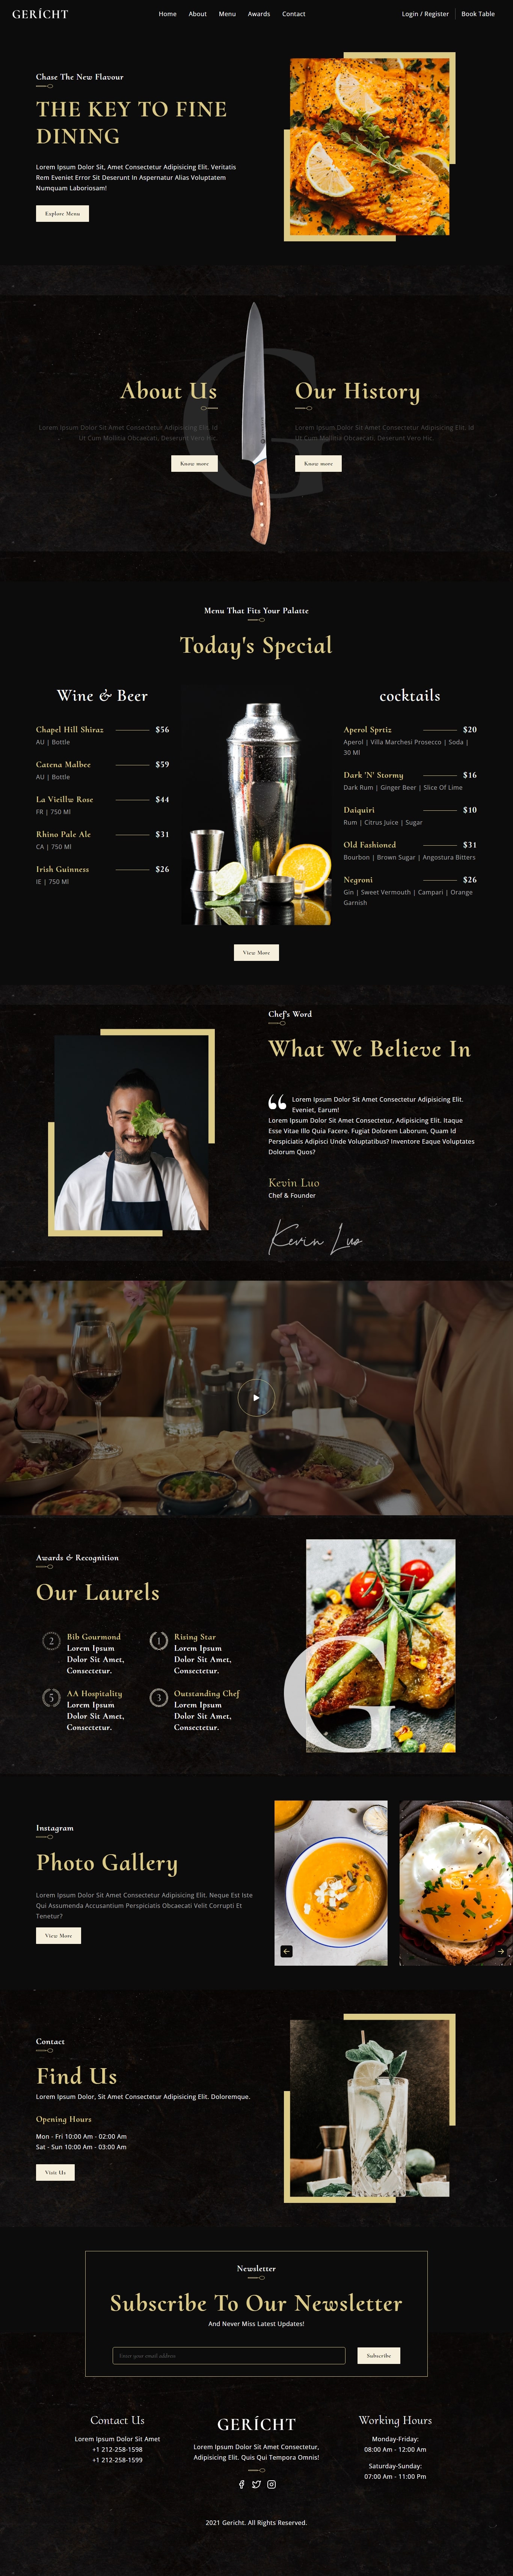 GERÍCHT
Home About Menu Awards Contact
Login / Register Book Table
Chase The New Flavour
THE KEY TO FINE
DINING
Lorem Ipsum Dolor Sit, Amet Consectetur Adipisicing Elit. Veritatis
Rem Eveniet Error Sit Deserunt In Aspernatur Alias Voluptatem
Numquam Laboriosam!
Explore Menu
About Us
Lorem Ipsum Dolor Sit Amet Consectetur Adipisicing Elit. Id
Ut Cum Mollitia Obcaecati, Deserunt Vero Hic.
Know more
G
Our History
Lorem Ipsum Dolor Sit Amet Consectetur Adipisicing Elit. Id
Ut Cum Mollitia Obcaecati, Deserunt Vero Hic.
Know more
Menu That Fits Your Palatte
Today's Special
Wine & Beer
Chapel Hill Shiraz $56
AU | Bottle
Catena Malbee $59
AU | Bottle
La Vieillw Rose $44
FR | 750 Ml
Rhino Pale Ale $31
CA | 750 Ml
Irish Guinness $26
IE | 750 Ml
cocktails
Aperol Sprtiz $20
Aperol | Villa Marchesi Prosecco | Soda |
30 Ml
Dark 'N' Stormy $16
Dark Rum | Ginger Beer | Slice Of Lime
Daiquiri $10
Rum | Citrus Juice | Sugar
Old Fashioned $31
Bourbon | Brown Sugar | Angostura Bitters
Negroni $26
Gin | Sweet Vermouth | Campari | Orange
Garnish
View More
Chef's Word
What We Believe In
“ Lorem Ipsum Dolor Sit Amet Consectetur Adipisicing Elit.
Eveniet, Earum!
Lorem Ipsum Dolor Sit Amet Consectetur, Adipisicing Elit. Itaque
Esse Vitae Illo Quia Facere. Fugiat Dolorem Laborum, Quam Id
Perspiciatis Adipisci Unde Voluptatibus? Inventore Eaque Voluptates
Dolorum Quos?
Kevin Luo
Chef & Founder
Kevin Luo
Awards & Recognition
Our Laurels
2 Bib Gourmond
Lorem Ipsum
Dolor Sit Amet,
Consectetur.
1 Rising Star
Lorem Ipsum
Dolor Sit Amet,
Consectetur.
5 AA Hospitality
Lorem Ipsum
Dolor Sit Amet,
Consectetur.
3 Outstanding Chef
Lorem Ipsum
Dolor Sit Amet,
Consectetur.
G
Instagram
Photo Gallery
Lorem Ipsum Dolor Sit Amet Consectetur Adipisicing Elit. Neque Est Iste
Qui Assumenda Accusantium Perspiciatis Obcaecati Velit Corrupti Et
Tenetur?
View More
Contact
Find Us
Lorem Ipsum Dolor, Sit Amet Consectetur Adipisicing Elit. Doloremque.
Opening Hours
Mon - Fri 10:00 Am - 02:00 Am
Sat - Sun 10:00 Am - 03:00 Am
Visit Us
Newsletter
Subscribe To Our Newsletter
And Never Miss Latest Updates!
Enter your email address
Subscribe
Contact Us
Lorem Ipsum Dolor Sit Amet
+1 212-258-1598
+1 212-258-1599
GERÍCHT
Lorem Ipsum Dolor Sit Amet Consectetur,
Adipisicing Elit. Quis Qui Tempora Omnis!
Working Hours
Monday-Friday:
08:00 Am - 12:00 Am
Saturday-Sunday:
07:00 Am - 11:00 Pm
2021 Gericht. All Rights Reserved.